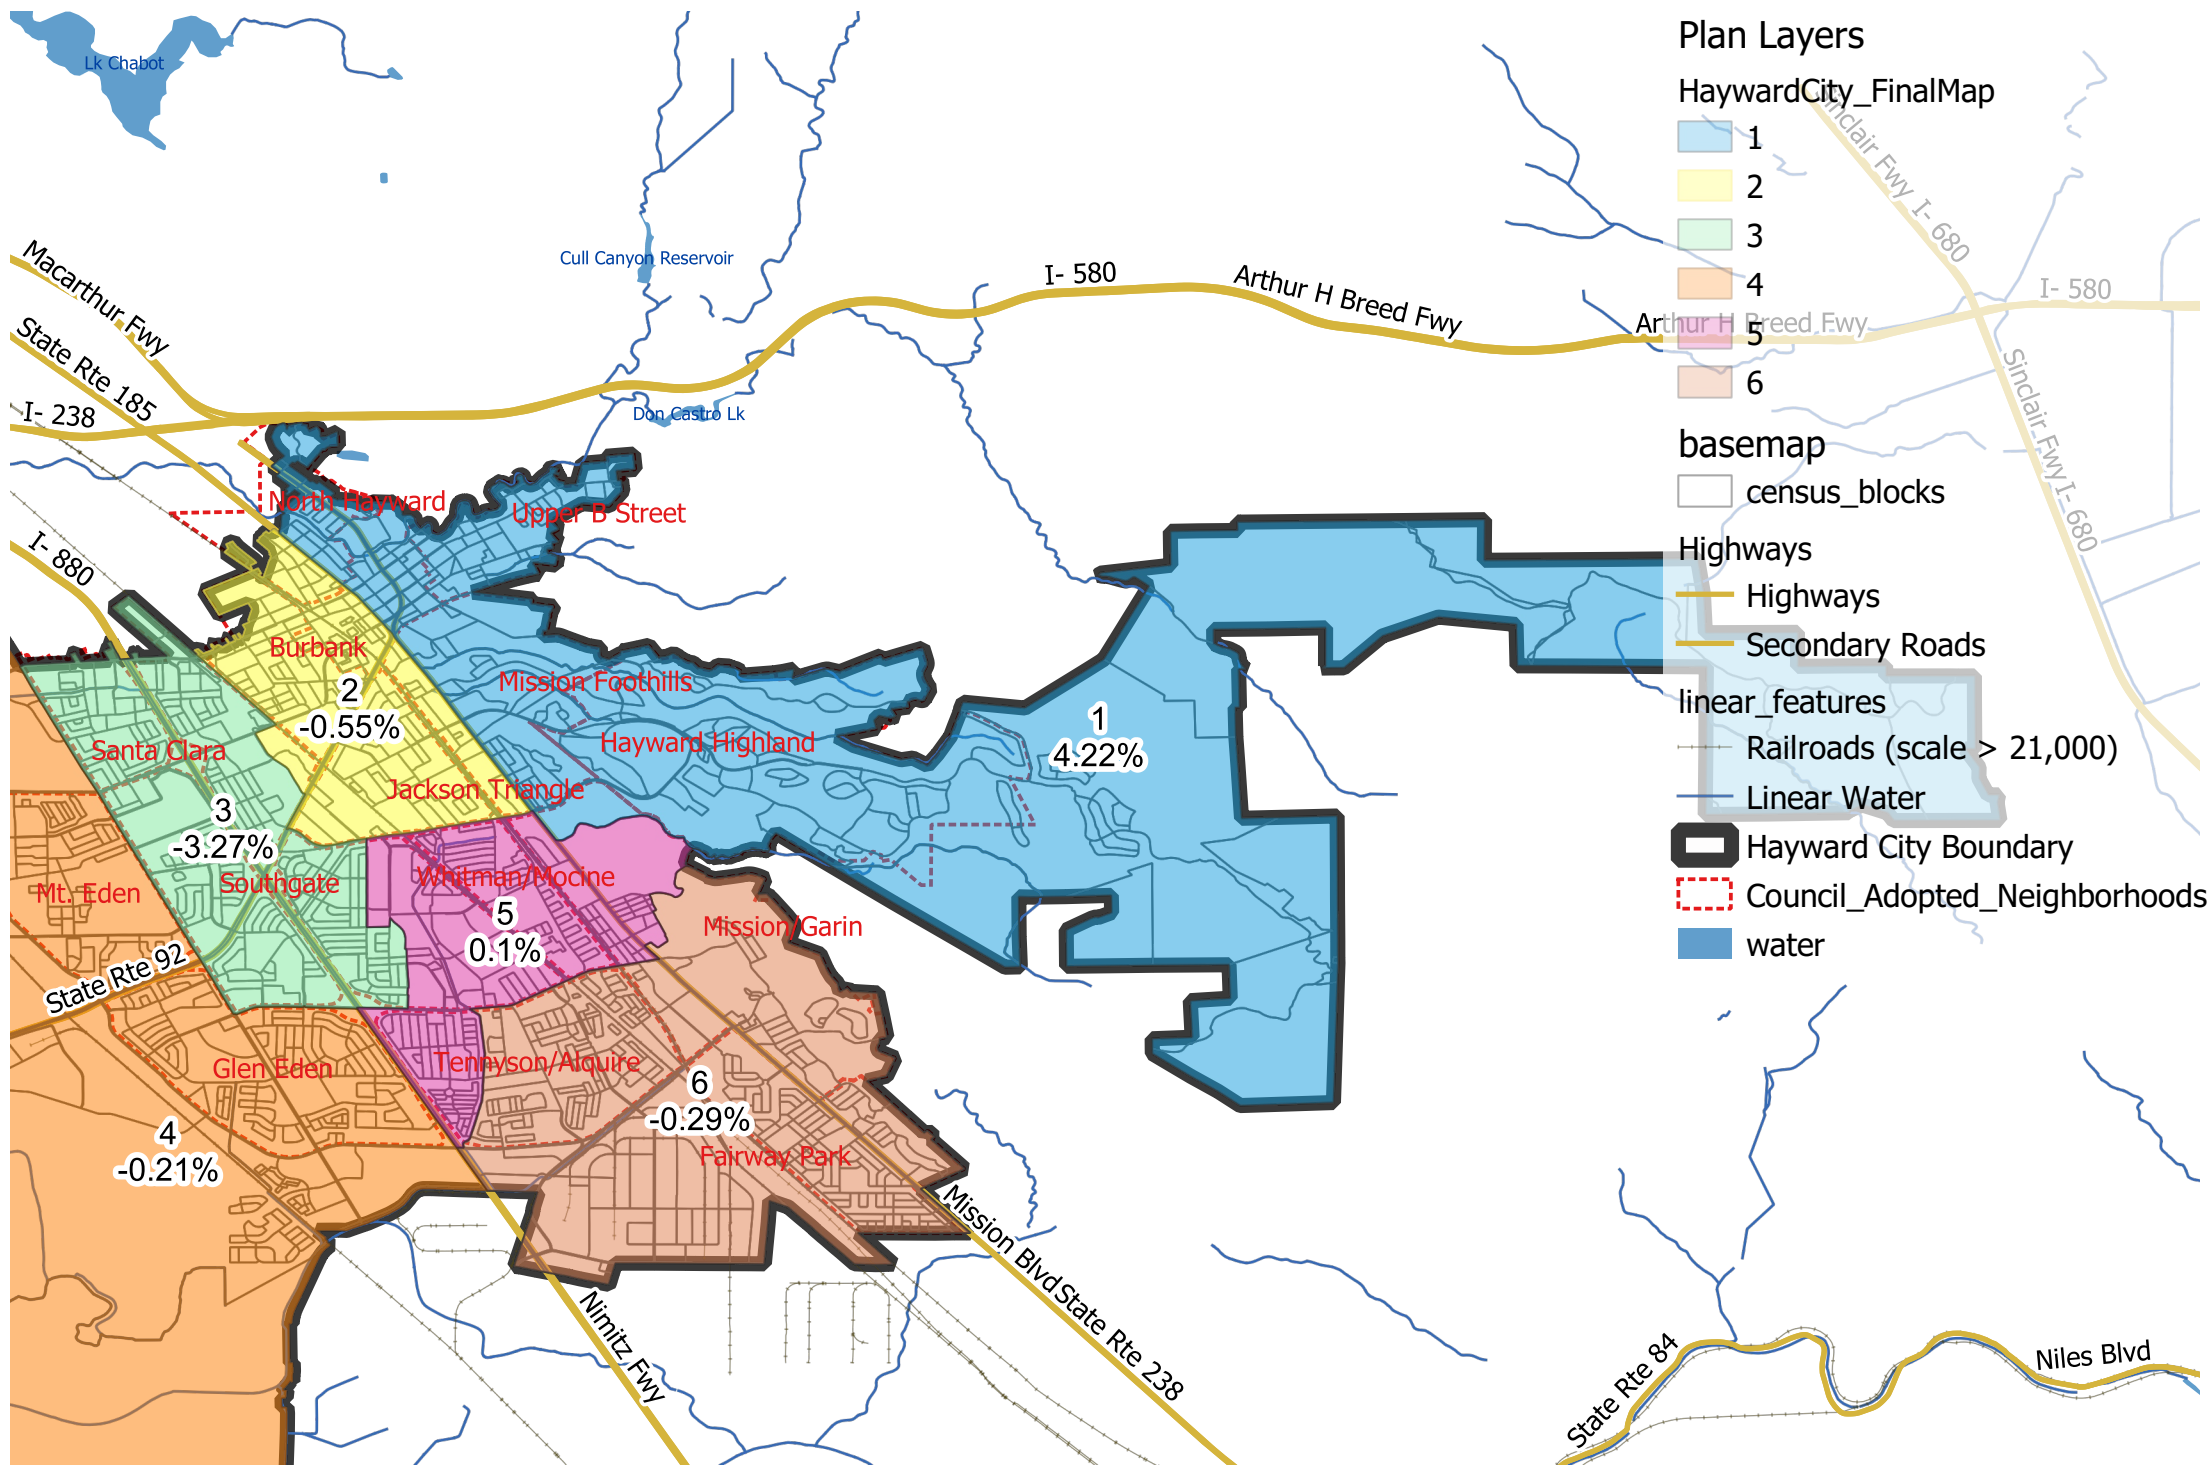 Plan Layers
HaywardCity_FinalMap
1
2
3
4
5
6
basemap
census_blocks
Highways
Highways
Secondary Roads
linear_features
Railroads (scale > 21,000)
Linear Water
Hayward City Boundary
Council_Adopted_Neighborhoods
water
Lk Chabot
Cull Canyon Reservoir
Don Castro Lk
Macarthur Fwy
State Rte 185
I- 238
I- 880
I- 580
Arthur H Breed Fwy
Arthur H Breed Fwy
I- 580
Sinclair Fwy I- 680
Sinclair Fwy I- 680
North Hayward
Upper B Street
Burbank
2
-0.55%
Mission Foothills
Hayward Highland
1
4.22%
Santa Clara
Jackson Triangle
3
-3.27%
Mt. Eden
Southgate
Whitman/Mocine
5
0.1%
Mission/Garin
State Rte 92
Glen Eden
Tennyson/Alquire
6
-0.29%
4
-0.21%
Fairway Park
Mission Blvd
State Rte 238
Nimitz Fwy
State Rte 84
Niles Blvd